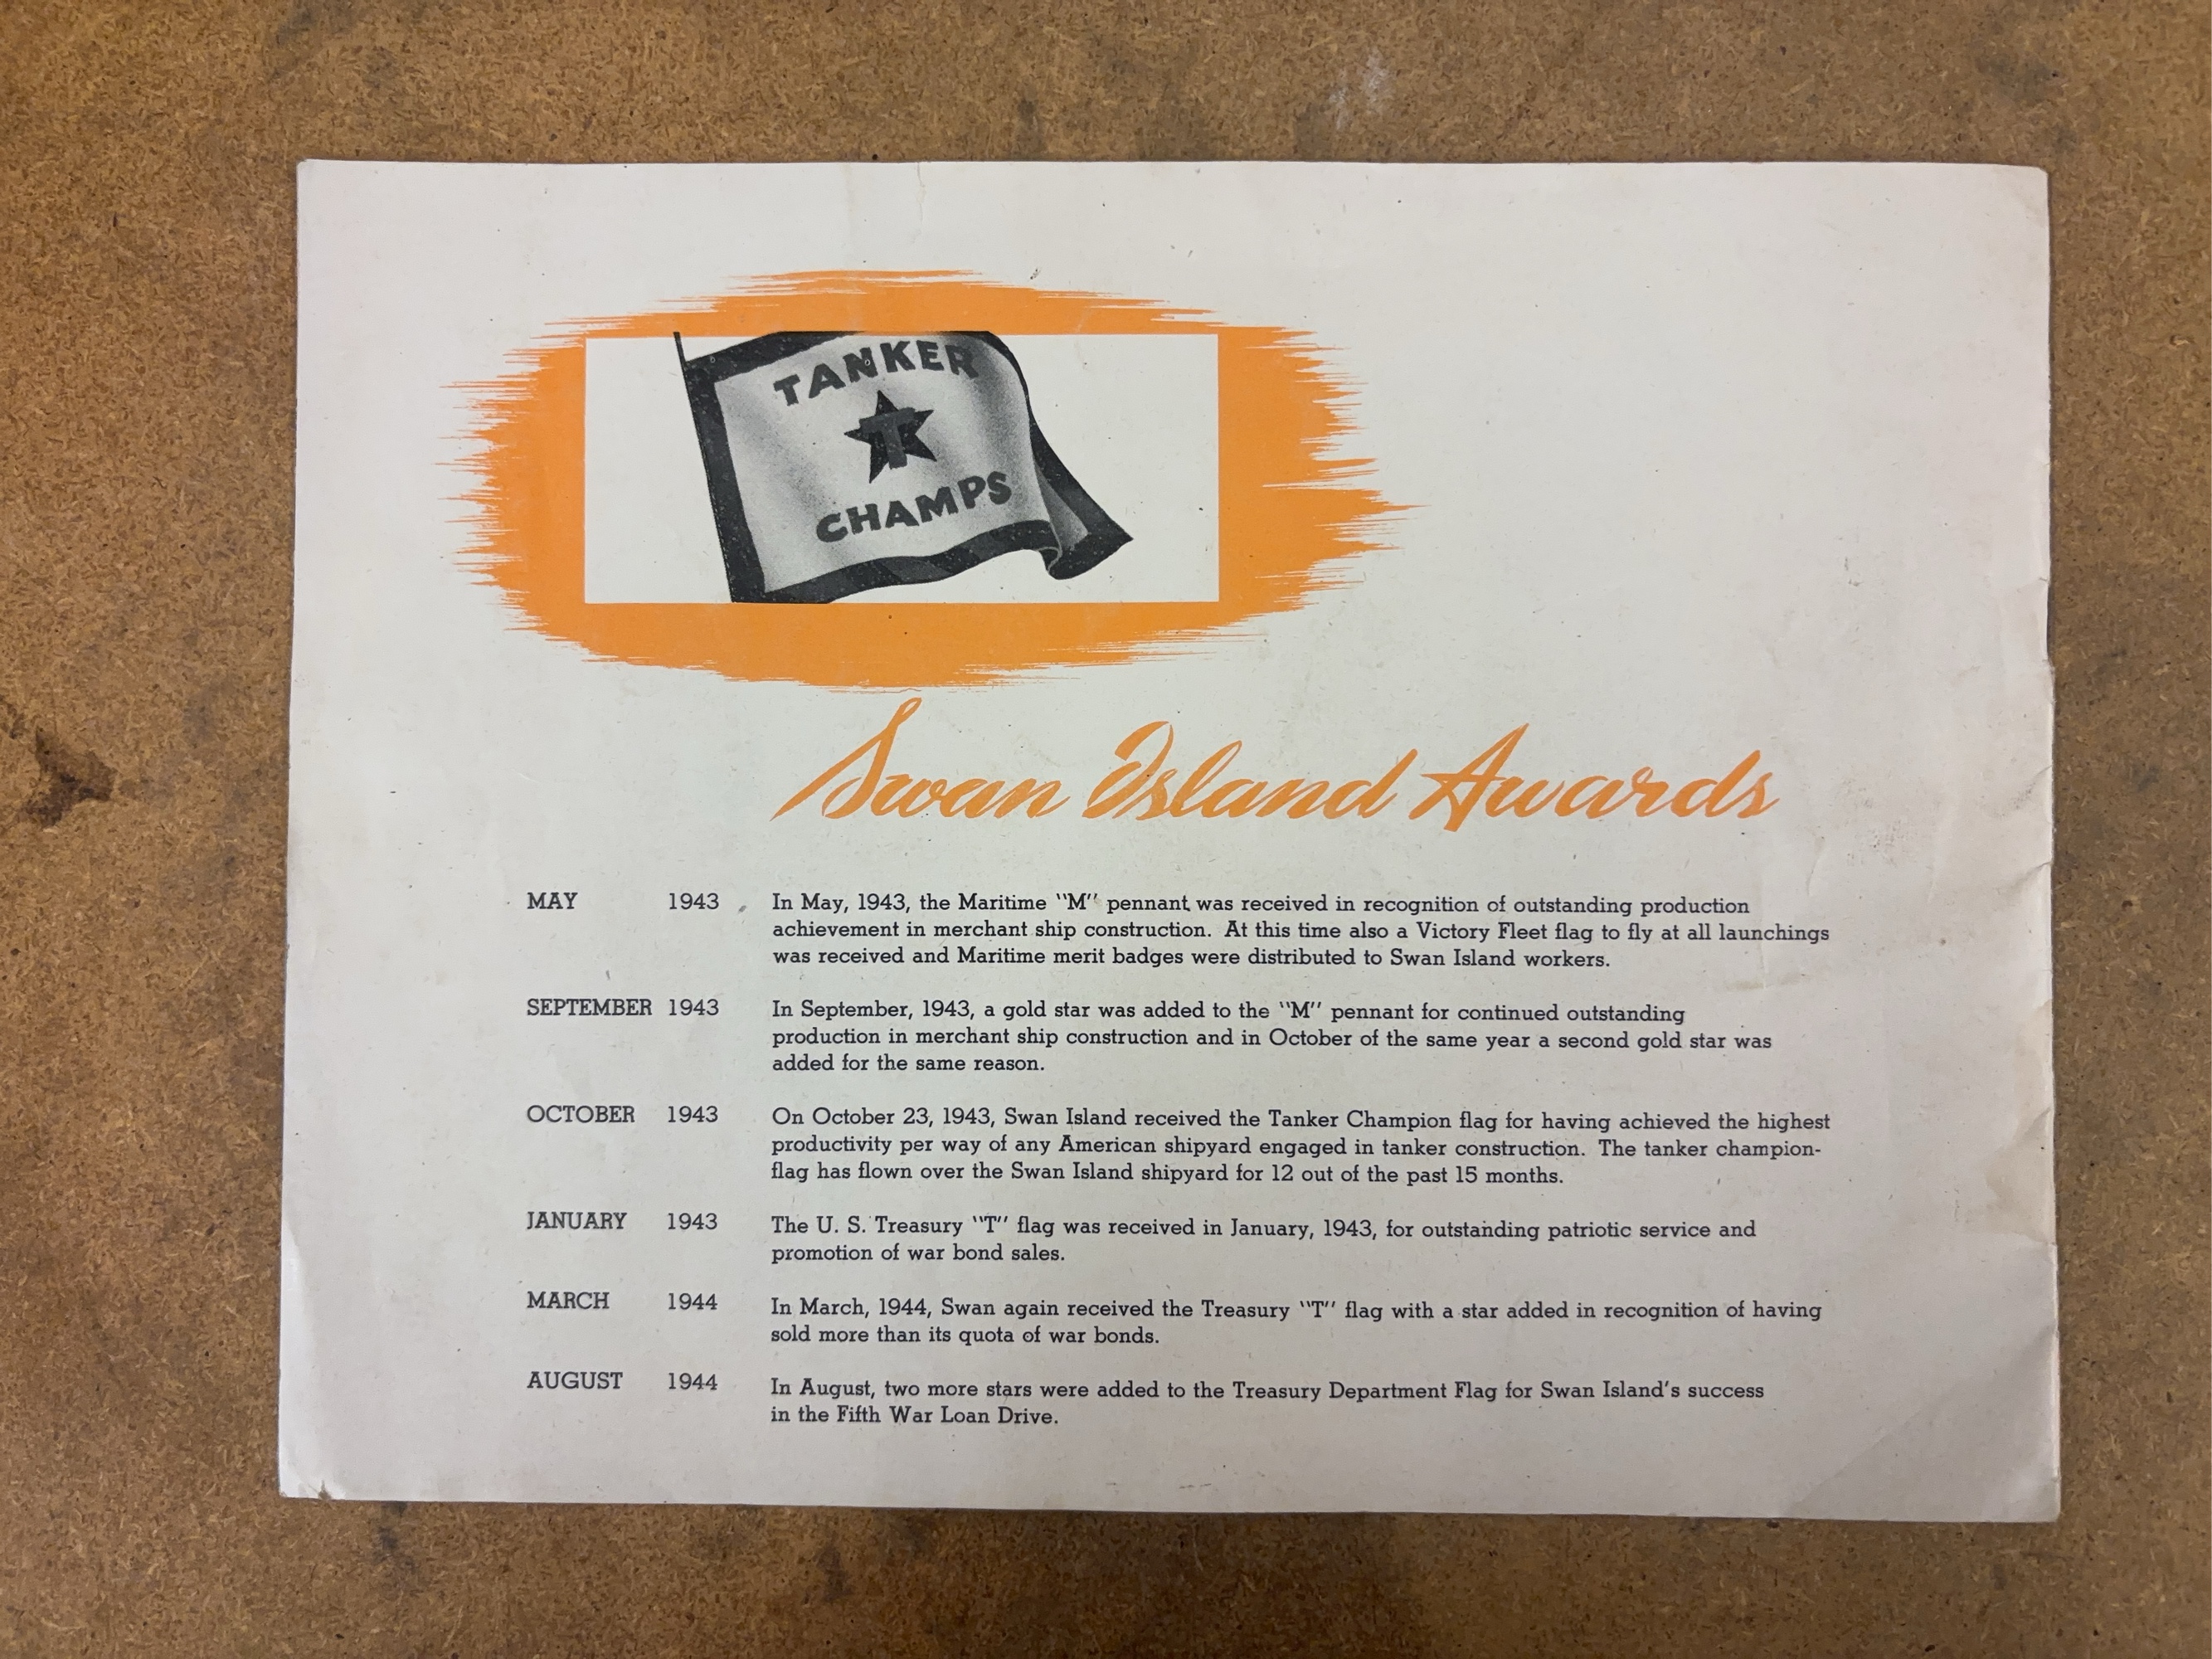 TANKER
T
CHAMPS
Swan Island Awards
MAY 1943 In May, 1943, the Maritime "M" pennant was received in recognition of outstanding production
achievement in merchant ship construction. At this time also a Victory Fleet flag to fly at all launchings
was received and Maritime merit badges were distributed to Swan Island workers.
SEPTEMBER 1943 In September, 1943, a gold star was added to the "M" pennant for continued outstanding
production in merchant ship construction and in October of the same year a second gold star was
added for the same reason.
OCTOBER 1943 On October 23, 1943, Swan Island received the Tanker Champion flag for having achieved the highest
productivity per way of any American shipyard engaged in tanker construction. The tanker champion-
flag has flown over the Swan Island shipyard for 12 out of the past 15 months.
JANUARY 1943 The U. S. Treasury "T" flag was received in January, 1943, for outstanding patriotic service and
promotion of war bond sales.
MARCH 1944 In March, 1944, Swan again received the Treasury "T" flag with a star added in recognition of having
sold more than its quota of war bonds.
AUGUST 1944 In August, two more stars were added to the Treasury Department Flag for Swan Island's success
in the Fifth War Loan Drive.